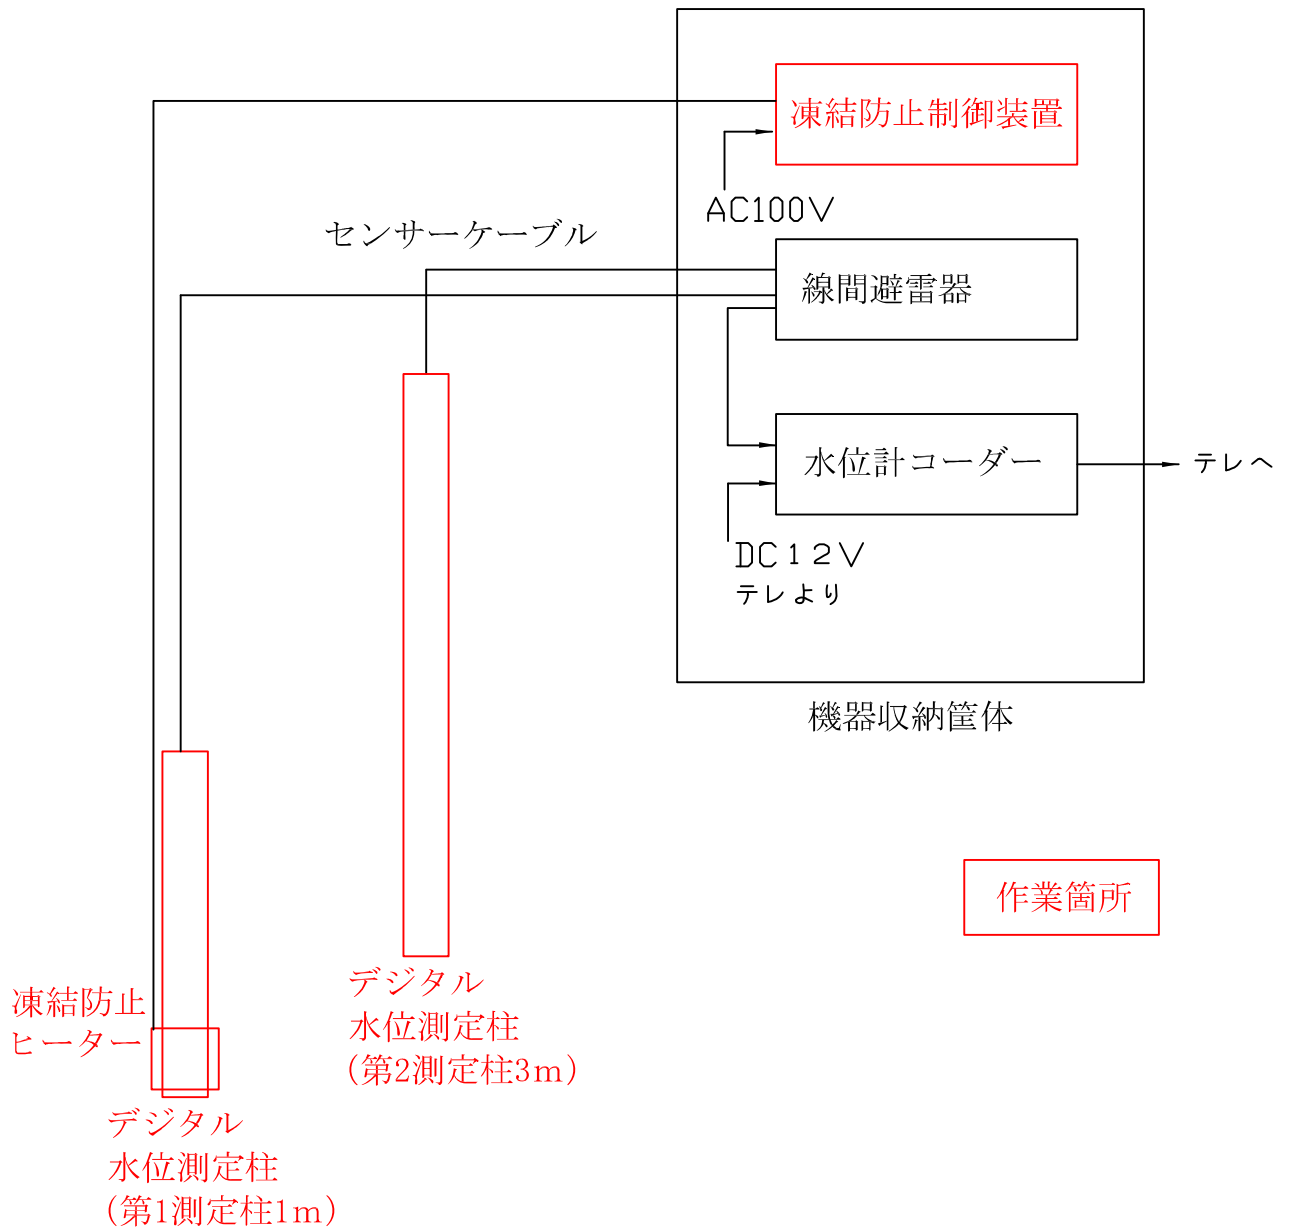 凍結防止制御装置
AC100V
センサーケーブル
線間避雷器
水位計コーダー
テレへ
DC12V
テレより
機器収納筐体
作業箇所
デジタル
水位測定柱
(第2測定柱3m)
凍結防止
ヒーター
デジタル
水位測定柱
(第1測定柱1m)